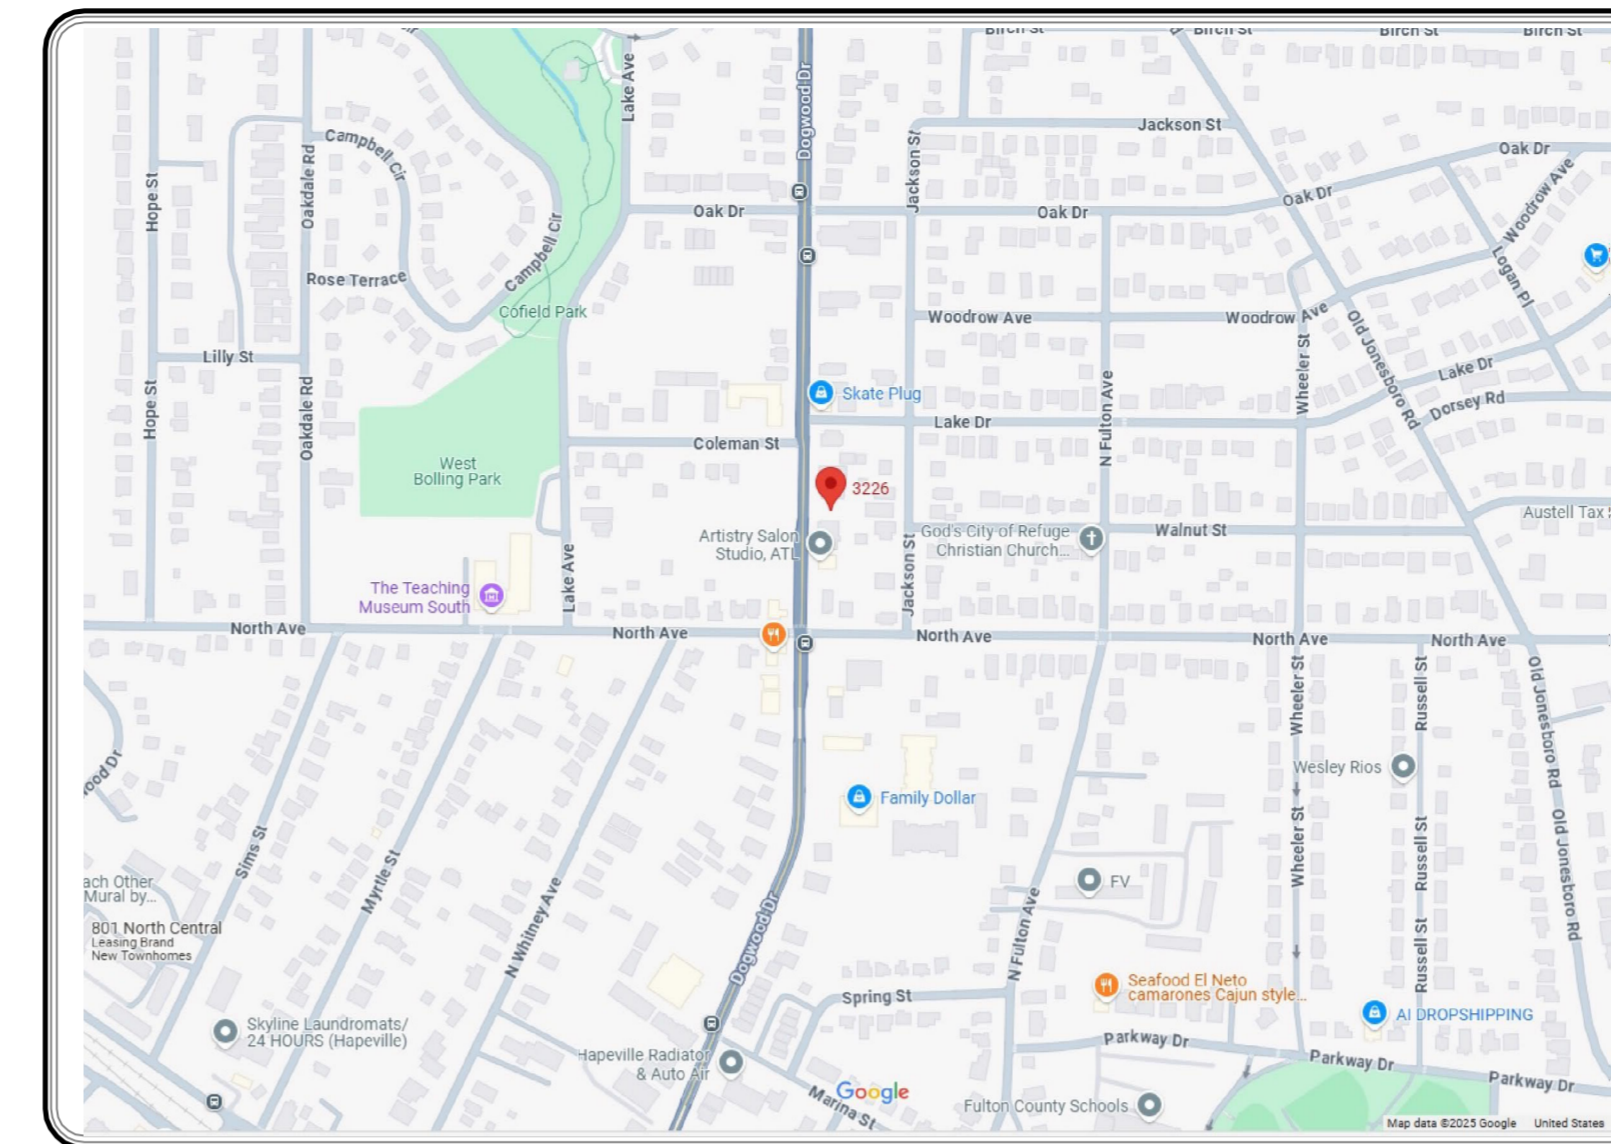 Birch St
Birch St
Birch St
Birch St
Lake Ave
Dogwood Dr
Jackson St
Jackson St
Oak Dr
Campbell Cir
Oakdale Rd
Hope St
Woodrow Ave
Oak Dr
Oak Dr
Oak Dr
Campbell Cir
Rose Terrace
Logan Pl
Cofield Park
Woodrow Ave
Woodrow Ave
Old Jonesboro Rd
Lilly St
Wheeler St
Lake Dr
Hope St
Oakdale Rd
Skate Plug
N Fulton Ave
Dorsey Rd
Lake Dr
Coleman St
West
Bolling Park
3226
Austell Tax
Artistry Salon
Studio, ATL
God's City of Refuge
Christian Church...
Walnut St
Lake Ave
Jackson St
The Teaching
Museum South
North Ave
North Ave
North Ave
North Ave
North Ave
Wheeler St
Russell St
Old Jonesboro Rd
ood Dr
Wesley Rios
Family Dollar
Sims St
Myrtle St
Wheeler St
Russell St
Old Jonesboro Rd
ach Other
Mural by...
FV
801 North Central
Leasing Brand
New Townhomes
N Whitney Ave
Dogwood Dr
N Fulton Ave
Russell St
Seafood El Neto
camarones Cajun style...
Spring St
AI DROPSHIPPING
Skyline Laundromats/
24 HOURS (Hapeville)
Parkway Dr
Hapeville Radiator
& Auto Air
Parkway Dr
Parkway Dr
Google
Marina St
Fulton County Schools
Map data ©2025 Google United States